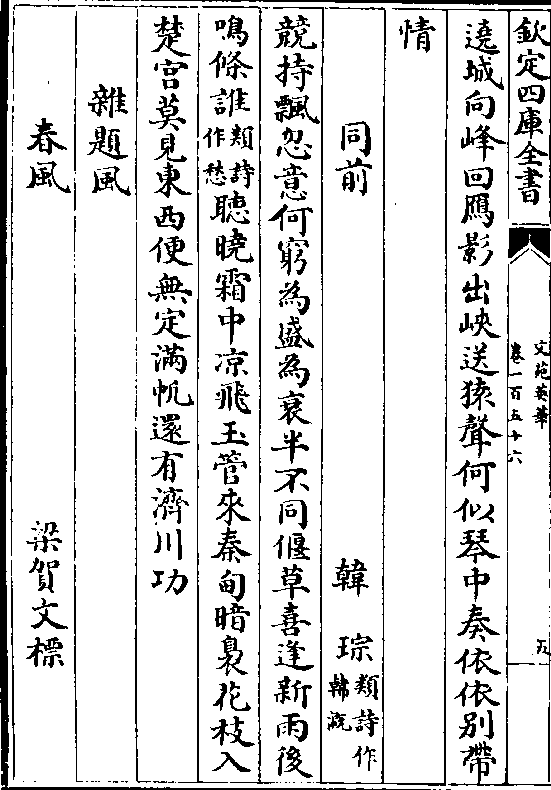 欽定四庫全書
文苑英華
卷一百五十六
五
遶城向峰回鴈影出峽送猿聲何似琴中奏依依別帶
情
同前
韓琮類詩作韓溉
競持飄忽意何窮為盛為衰半不同偃草喜逢新雨後
鳴條誰類詩作愁聽曉霜中凉飛玉管來秦甸暗裊花枝入
楚宫莫見東西便無定滿帆還有濟川功
雜題風
春風
梁賀文標